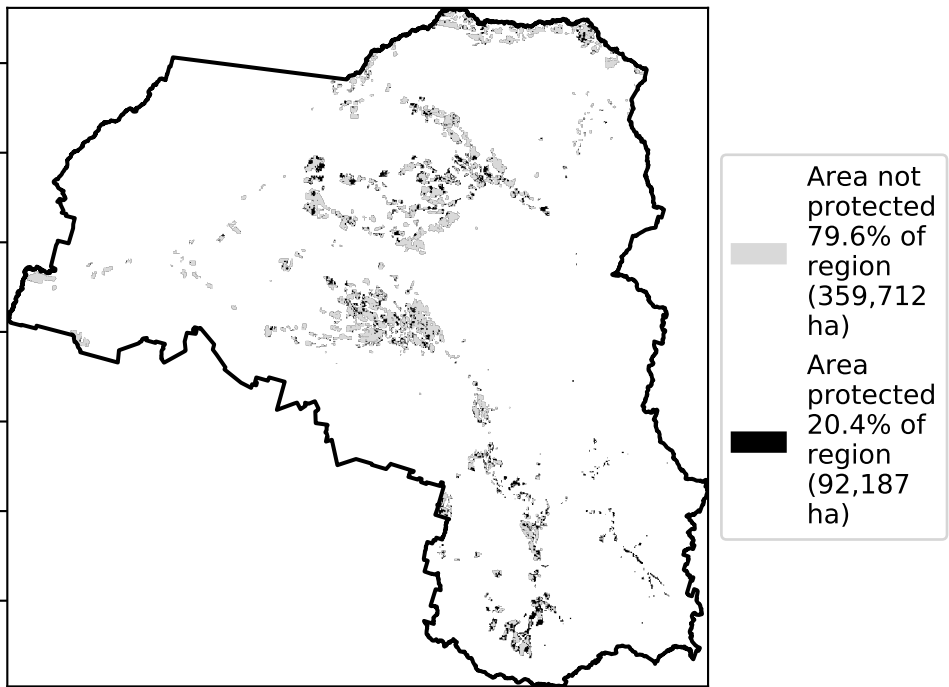 Area not
protected
79.6% of
region
(359,712
ha)
Area
protected
20.4% of
region
(92,187
ha)